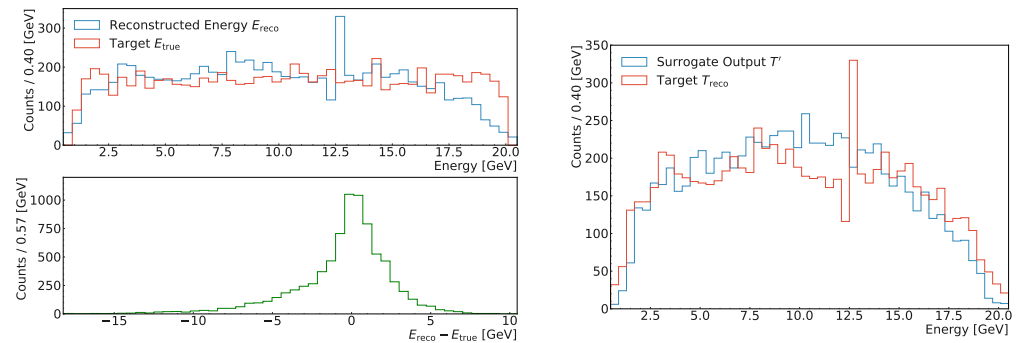 Counts / 0.40 [GeV]
300
200
100
0
Reconstructed Energy E_reco
Target E_true
2.5 5.0 7.5 10.0 12.5 15.0 17.5 20.0
Energy [GeV]
Counts / 0.57 [GeV]
1000
750
500
250
0
−15 −10 −5 0 5 10
E_reco − E_true [GeV]
Counts / 0.40 [GeV]
350
300
250
200
150
100
50
0
Surrogate Output T′
Target T_reco
2.5 5.0 7.5 10.0 12.5 15.0 17.5 20.0
Energy [GeV]